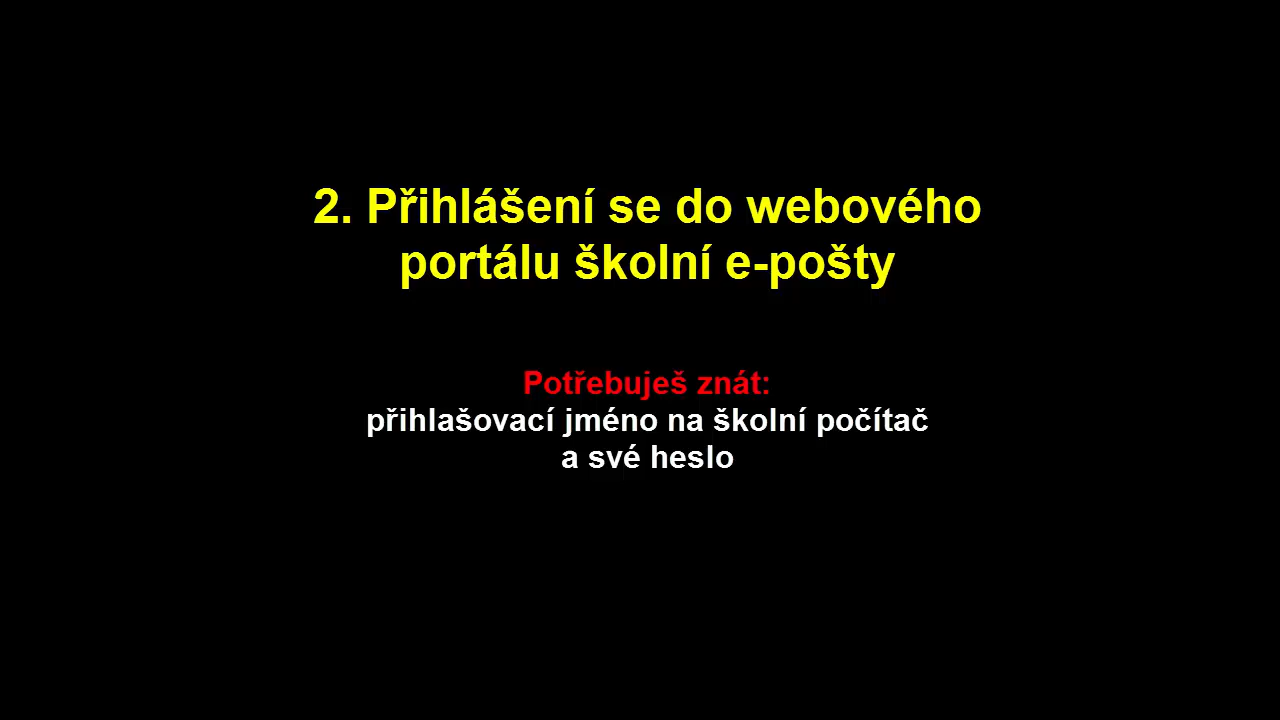 2. Přihlášení se do webového
portálu školní e-pošty
Potřebuješ znát:
přihlašovací jméno na školní počítač
a své heslo